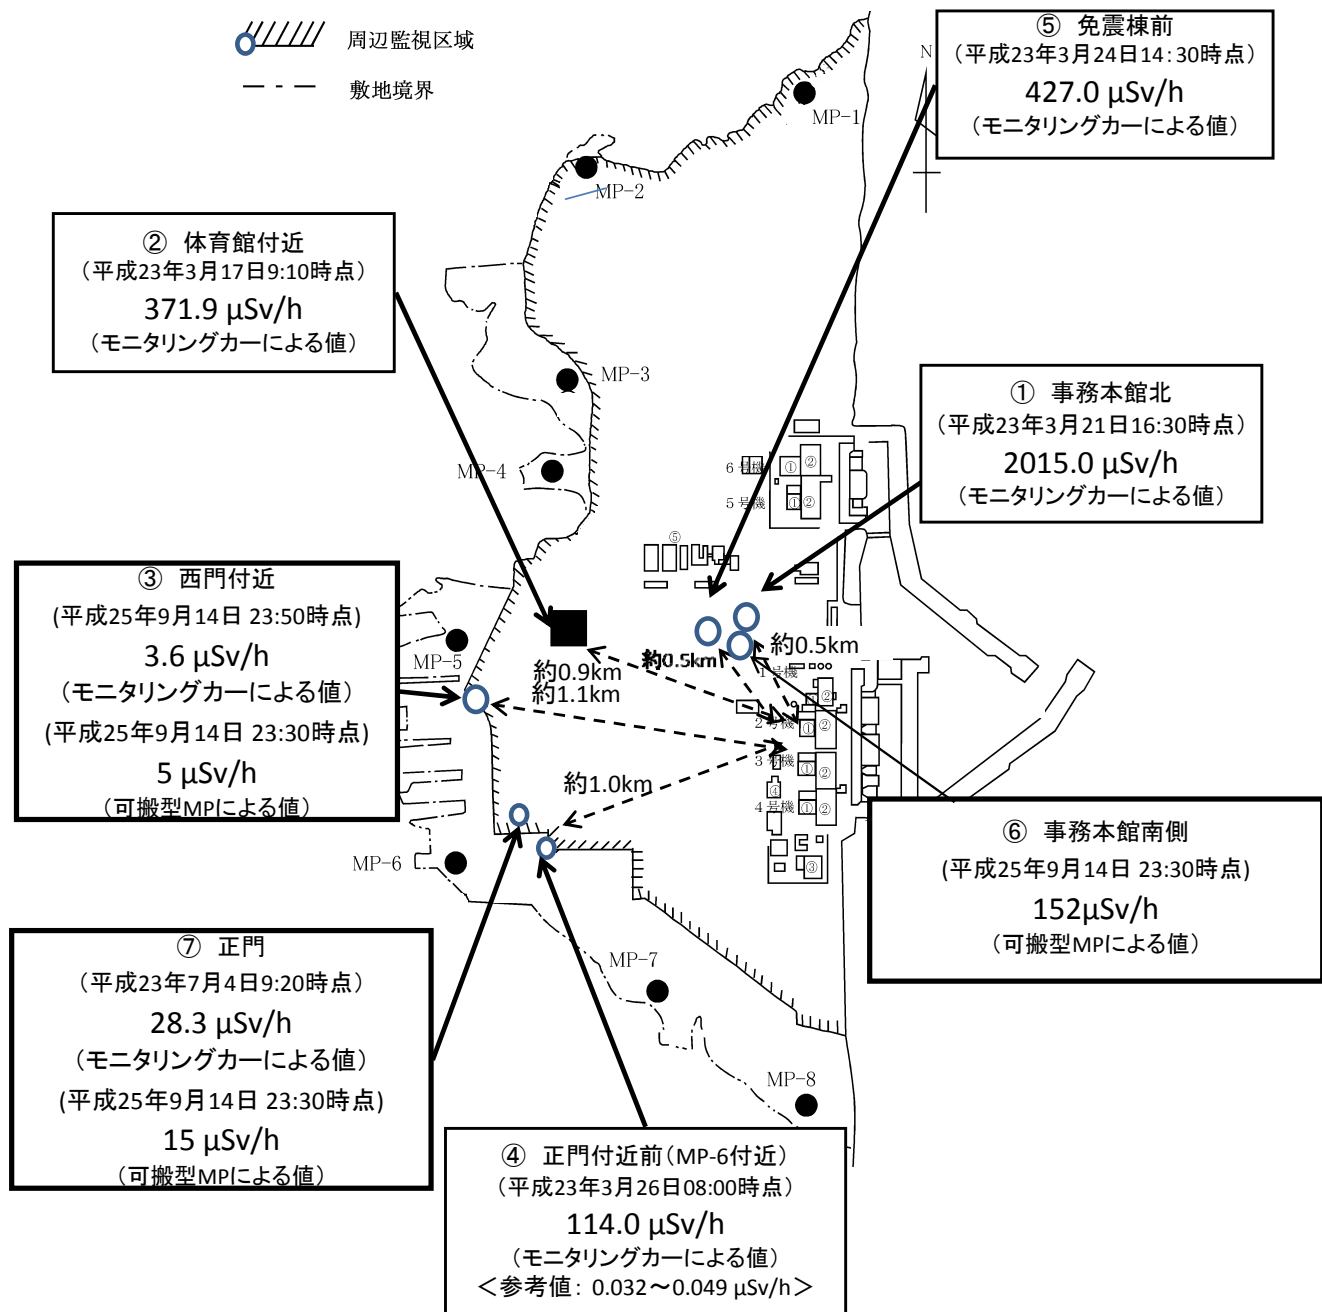 周辺監視区域
敷地境界
⑤ 免震棟前
（平成23年3月24日14:30時点）
427.0 μSv/h
（モニタリングカーによる値）
N
MP-1
MP-2
② 体育館付近
（平成23年3月17日9:10時点）
371.9 μSv/h
（モニタリングカーによる値）
MP-3
① 事務本館北
（平成23年3月21日16:30時点）
2015.0 μSv/h
（モニタリングカーによる値）
MP-4
6号機
① ②
5号機
① ②
⑤
③ 西門付近
(平成25年9月14日 23:50時点)
3.6 μSv/h
（モニタリングカーによる値）
(平成25年9月14日 23:30時点)
5 μSv/h
（可搬型MPによる値）
MP-5
約0.9km
約1.1km
約0.5km
約0.5km
1号機
②
2号機
① ②
3号機
① ②
④
4号機
① ②
③
約1.0km
MP-6
⑥ 事務本館南側
(平成25年9月14日 23:30時点)
152μSv/h
（可搬型MPによる値）
⑦ 正門
（平成23年7月4日9:20時点）
28.3 μSv/h
（モニタリングカーによる値）
(平成25年9月14日 23:30時点)
15 μSv/h
（可搬型MPによる値）
MP-7
MP-8
④ 正門付近前（MP-6付近）
（平成23年3月26日08:00時点）
114.0 μSv/h
（モニタリングカーによる値）
＜参考値： 0.032～0.049 μSv/h＞